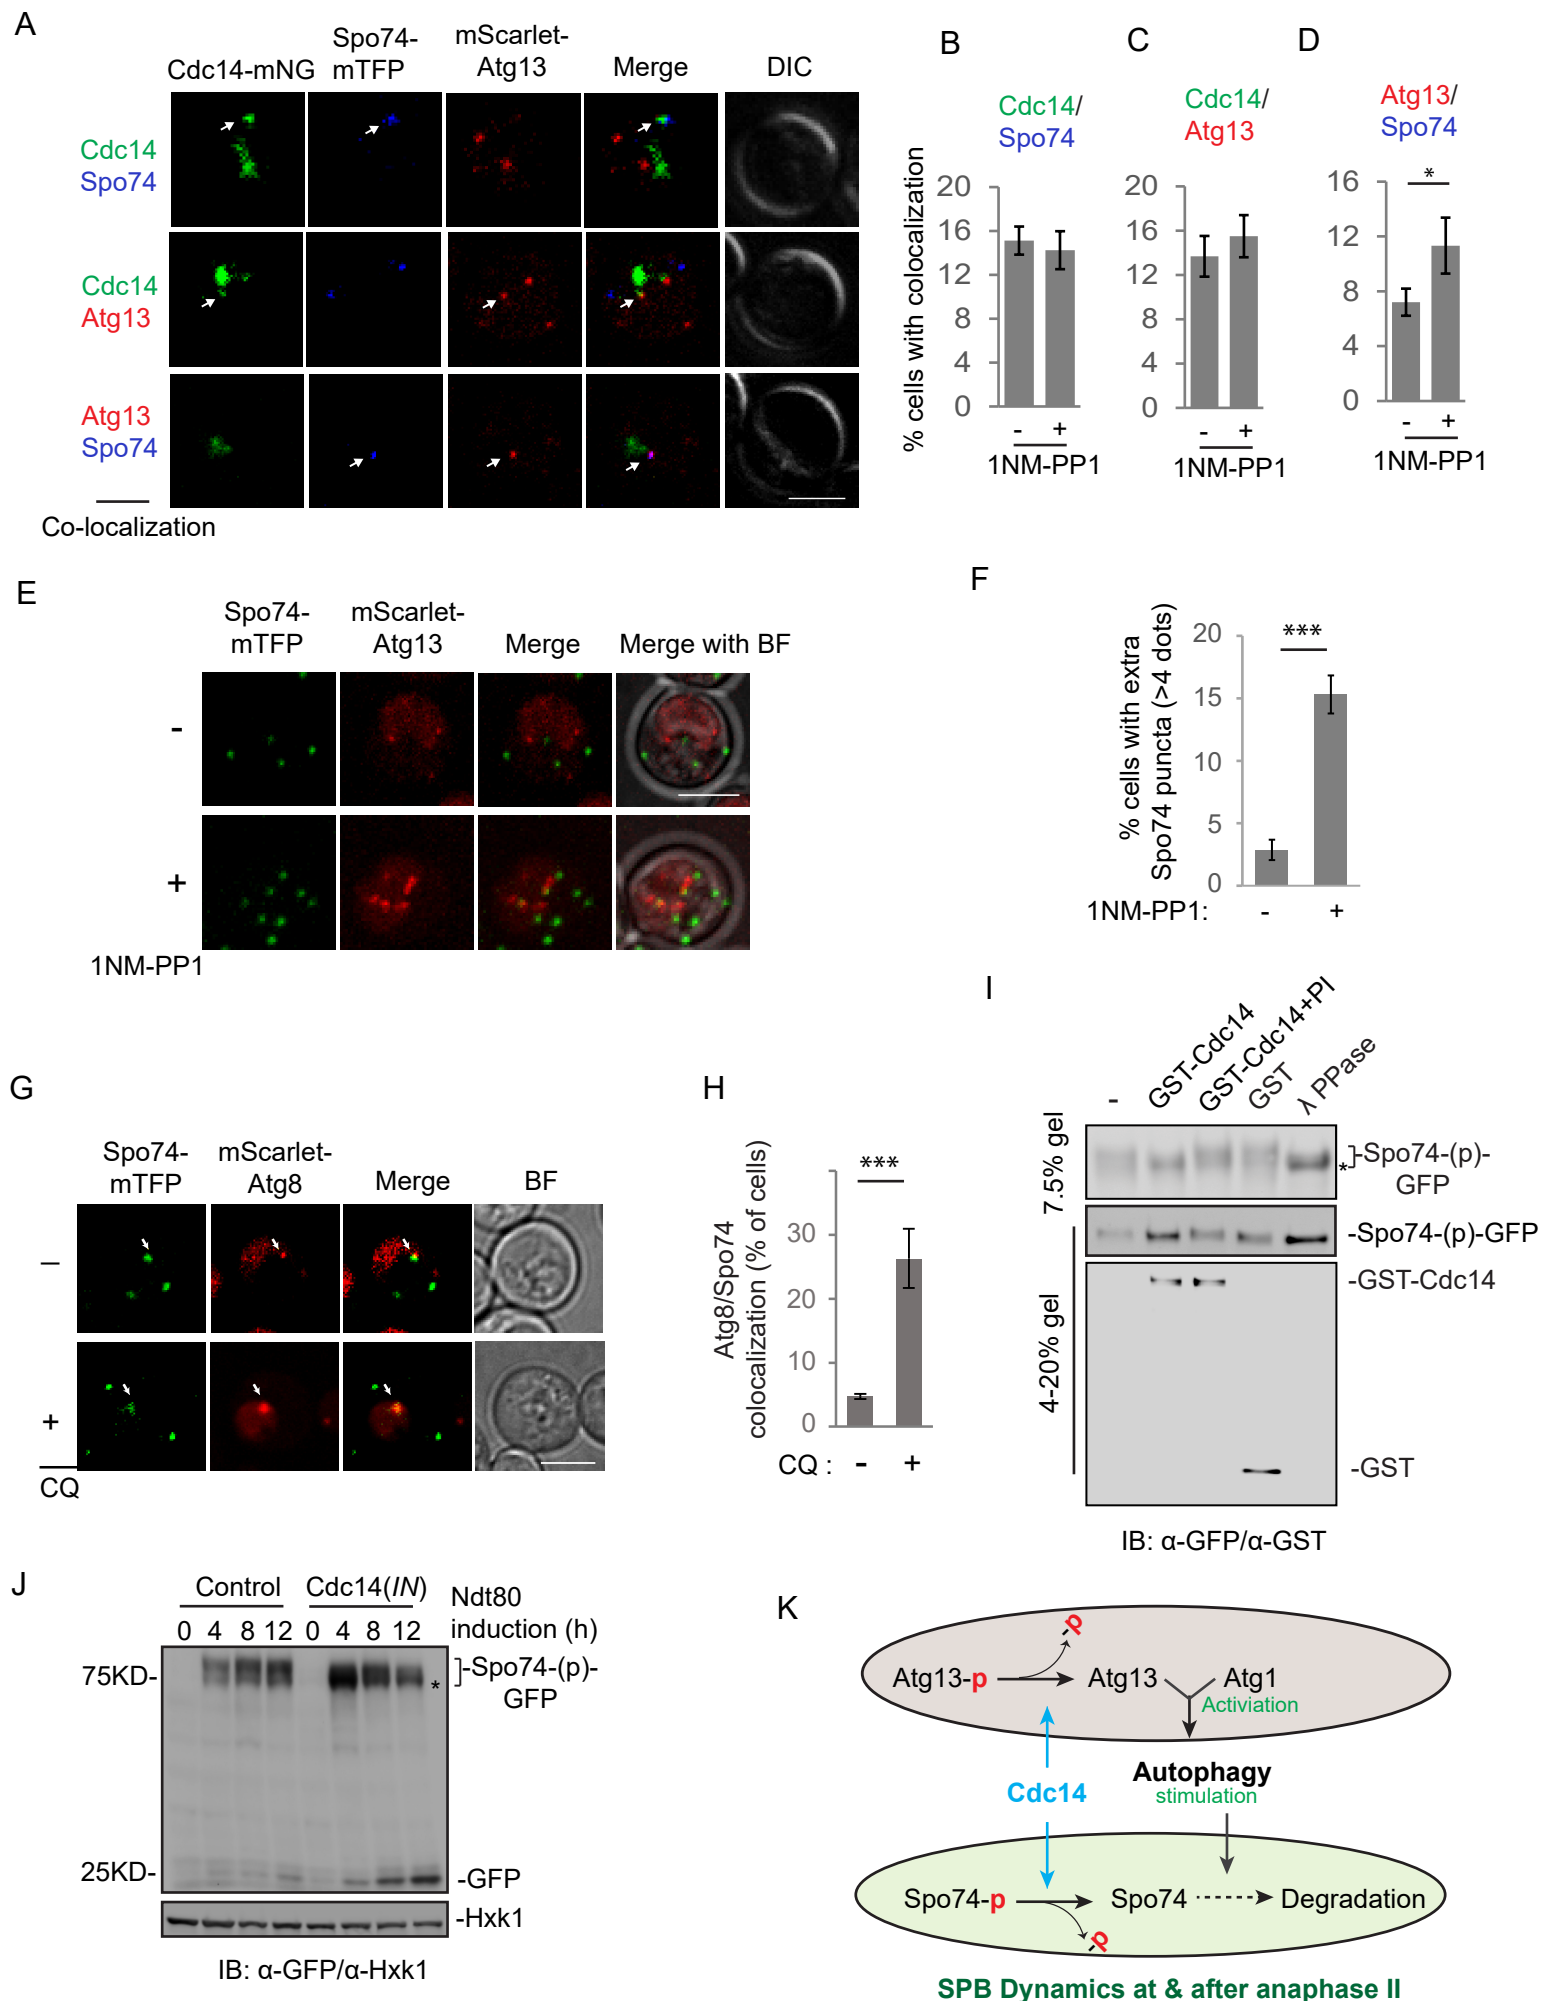 A
Cdc14-mNG
Spo74-
mTFP
mScarlet-
Atg13
Merge
DIC
Cdc14
Spo74
Cdc14
Atg13
Atg13
Spo74
Co-localization
B
Cdc14/
Spo74
% cells with colocalization
20
16
12
8
4
0
- +
1NM-PP1
C
Cdc14/
Atg13
20
16
12
8
4
0
- +
1NM-PP1
D
Atg13/
Spo74
*
16
12
8
4
0
- +
1NM-PP1
E
Spo74-
mTFP
mScarlet-
Atg13
Merge
Merge with BF
-
+
1NM-PP1
F
% cells with extra
Spo74 puncta (>4 dots)
***
20
15
10
5
0
1NM-PP1: - +
G
Spo74-
mTFP
mScarlet-
Atg8
Merge
BF
–
+
CQ
H
Atg8/Spo74
colocalization (% of cells)
***
30
20
10
0
CQ : - +
I
-
GST-Cdc14
GST-Cdc14+PI
GST
λ PPase
7.5% gel
*
-Spo74-(p)-
GFP
4-20% gel
-Spo74-(p)-GFP
-GST-Cdc14
-GST
IB: α-GFP/α-GST
J
Control Cdc14(IN)
Ndt80
induction (h)
0 4 8 12 0 4 8 12
75KD-
-Spo74-(p)-
GFP
*
25KD-
-GFP
-Hxk1
IB: α-GFP/α-Hxk1
K
-p
Atg13-p Atg13 Atg1
Activiation
Cdc14
Autophagy
stimulation
Spo74-p Spo74 Degradation
-p
SPB Dynamics at & after anaphase II